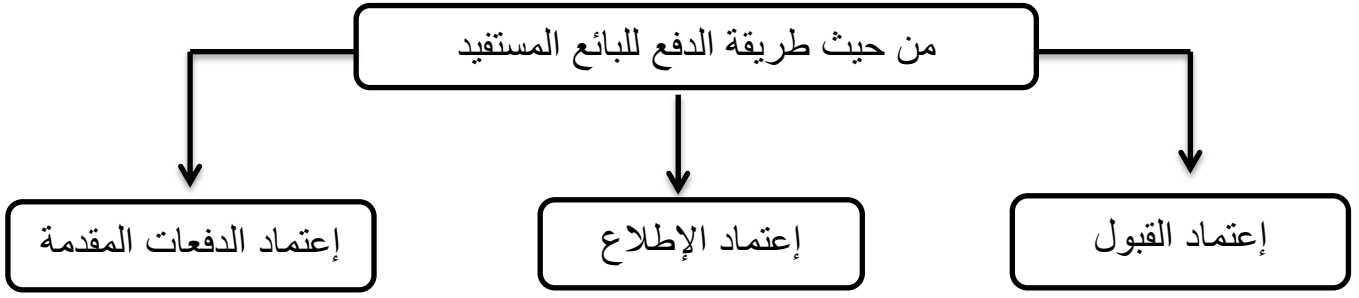 من حيث طريقة الدفع للبائع المستفيد
إعتماد القبول
إعتماد الإطلاع
إعتماد الدفعات المقدمة